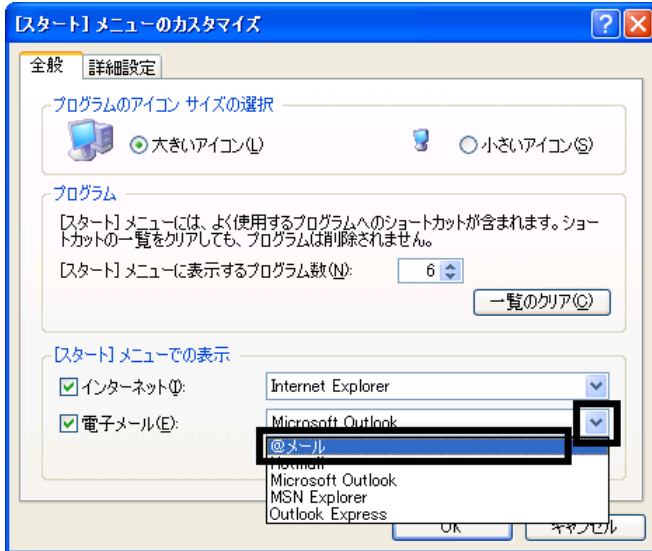 [スタート] メニューのカスタマイズ
全般
詳細設定
プログラムのアイコン サイズの選択
大きいアイコン(L)
小さいアイコン(S)
プログラム
[スタート] メニューには、よく使用するプログラムへのショートカットが含まれます。ショー
トカットの一覧をクリアしても、プログラムは削除されません。
[スタート] メニューに表示するプログラム数(N):
6
一覧のクリア(C)
[スタート] メニューでの表示
インターネット(I):
Internet Explorer
電子メール(E):
Microsoft Outlook
@メール
Hotmail
Microsoft Outlook
MSN Explorer
Outlook Express
OK
キャンセル